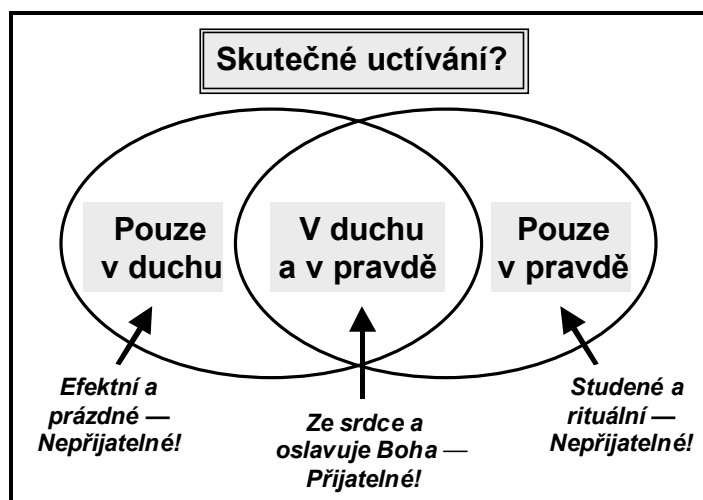 Skutečné uctívání?
Pouze
v duchu
V duchu
a v pravdě
Pouze
v pravdě
Efektní a
prázdné —
Nepřijatelné!
Ze srdce a
oslavuje Boha —
Přijatelné!
Studené a
rituální —
Nepřijatelné!